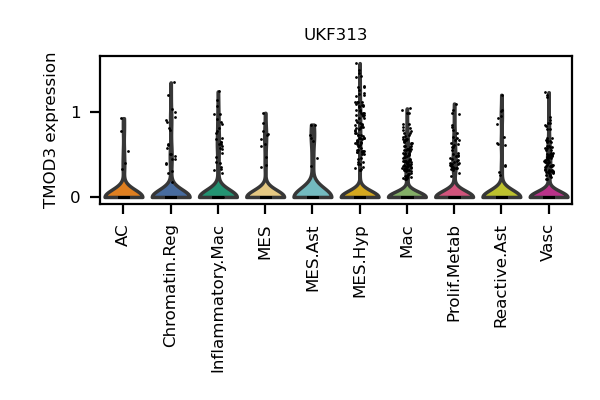 UKF313
TMOD3 expression
1
0
AC
Chromatin.Reg
Inflammatory.Mac
MES
MES.Ast
MES.Hyp
Mac
Prolif.Metab
Reactive.Ast
Vasc